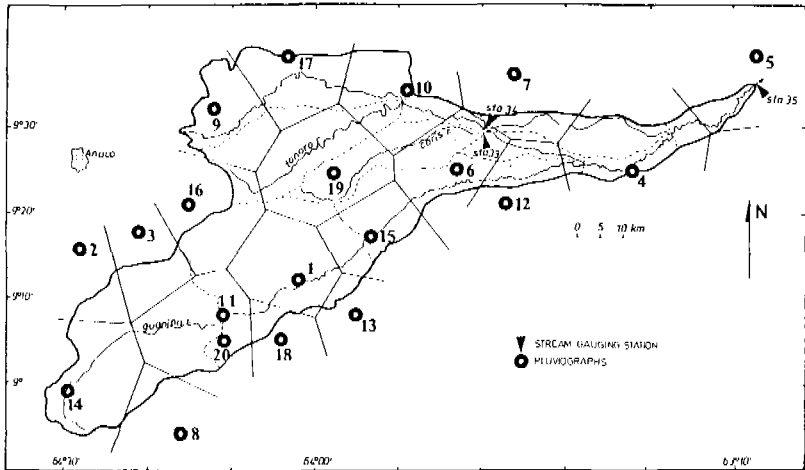 17
5
7
10
sta 35
9
sta 34
9°30'
tonoro r.
sta 33
Anaco
19
6
4
16
12
9°20'
3
2
15
0 5 10 km
N
1
9°10'
11
13
guanipa r.
STREAM GAUGING STATION
20
18
PLUVIOGRAPHS
9°
14
8
64°00
63°10'